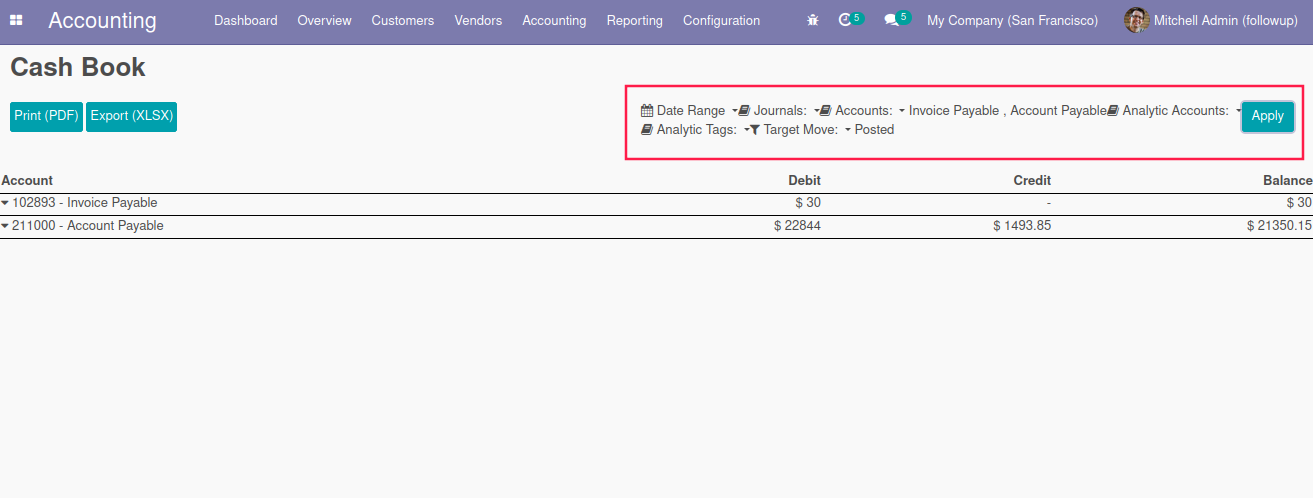 Accounting Dashboard Overview Customers Vendors Accounting Reporting Configuration 5 5 My Company (San Francisco) Mitchell Admin (followup)
Cash Book
Print (PDF) Export (XLSX)
Date Range Journals: Accounts: Invoice Payable , Account Payable Analytic Accounts: Apply
Analytic Tags: Target Move: Posted
Account Debit Credit Balance
102893 - Invoice Payable $ 30 - $ 30
211000 - Account Payable $ 22844 $ 1493.85 $ 21350.15